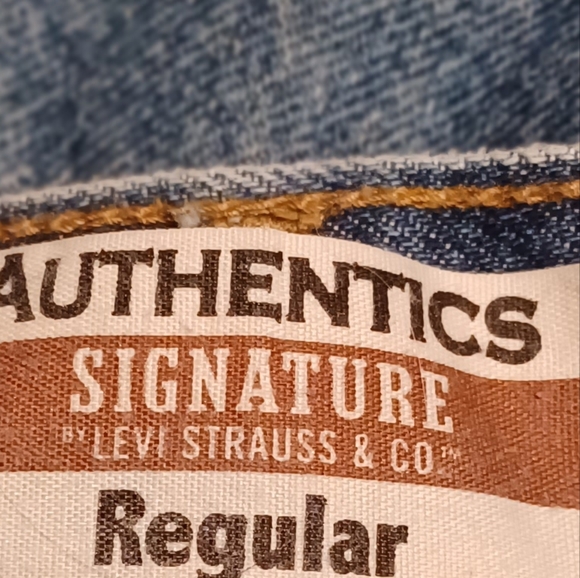 AUTHENTICS
SIGNATURE
BY LEVI STRAUSS & CO.™
Regular